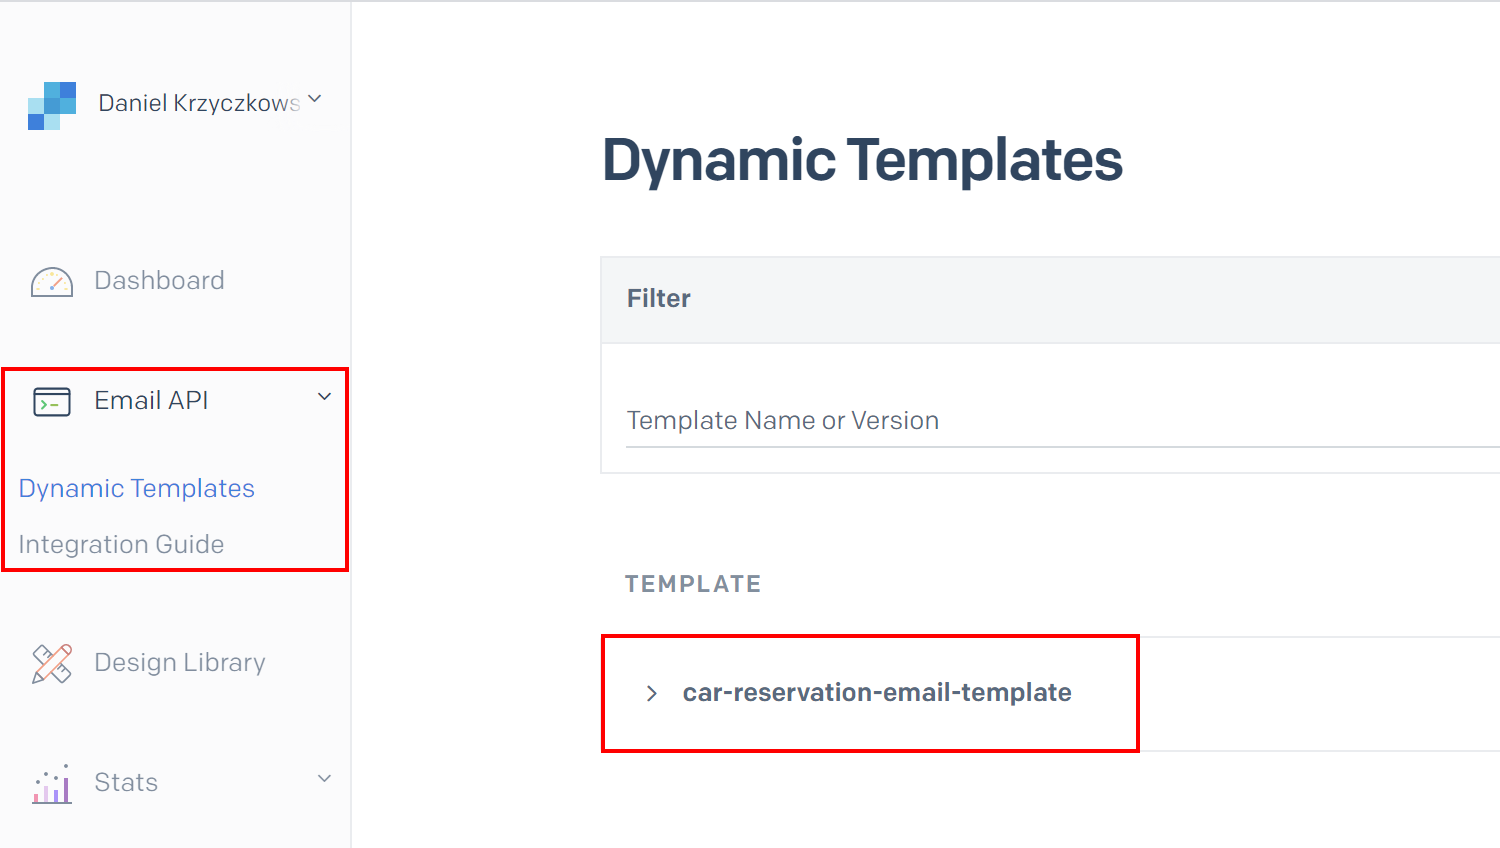 Daniel Krzyczkows
Dashboard
Email API
Dynamic Templates
Integration Guide
Design Library
Stats
Dynamic Templates
Filter
Template Name or Version
TEMPLATE
car-reservation-email-template